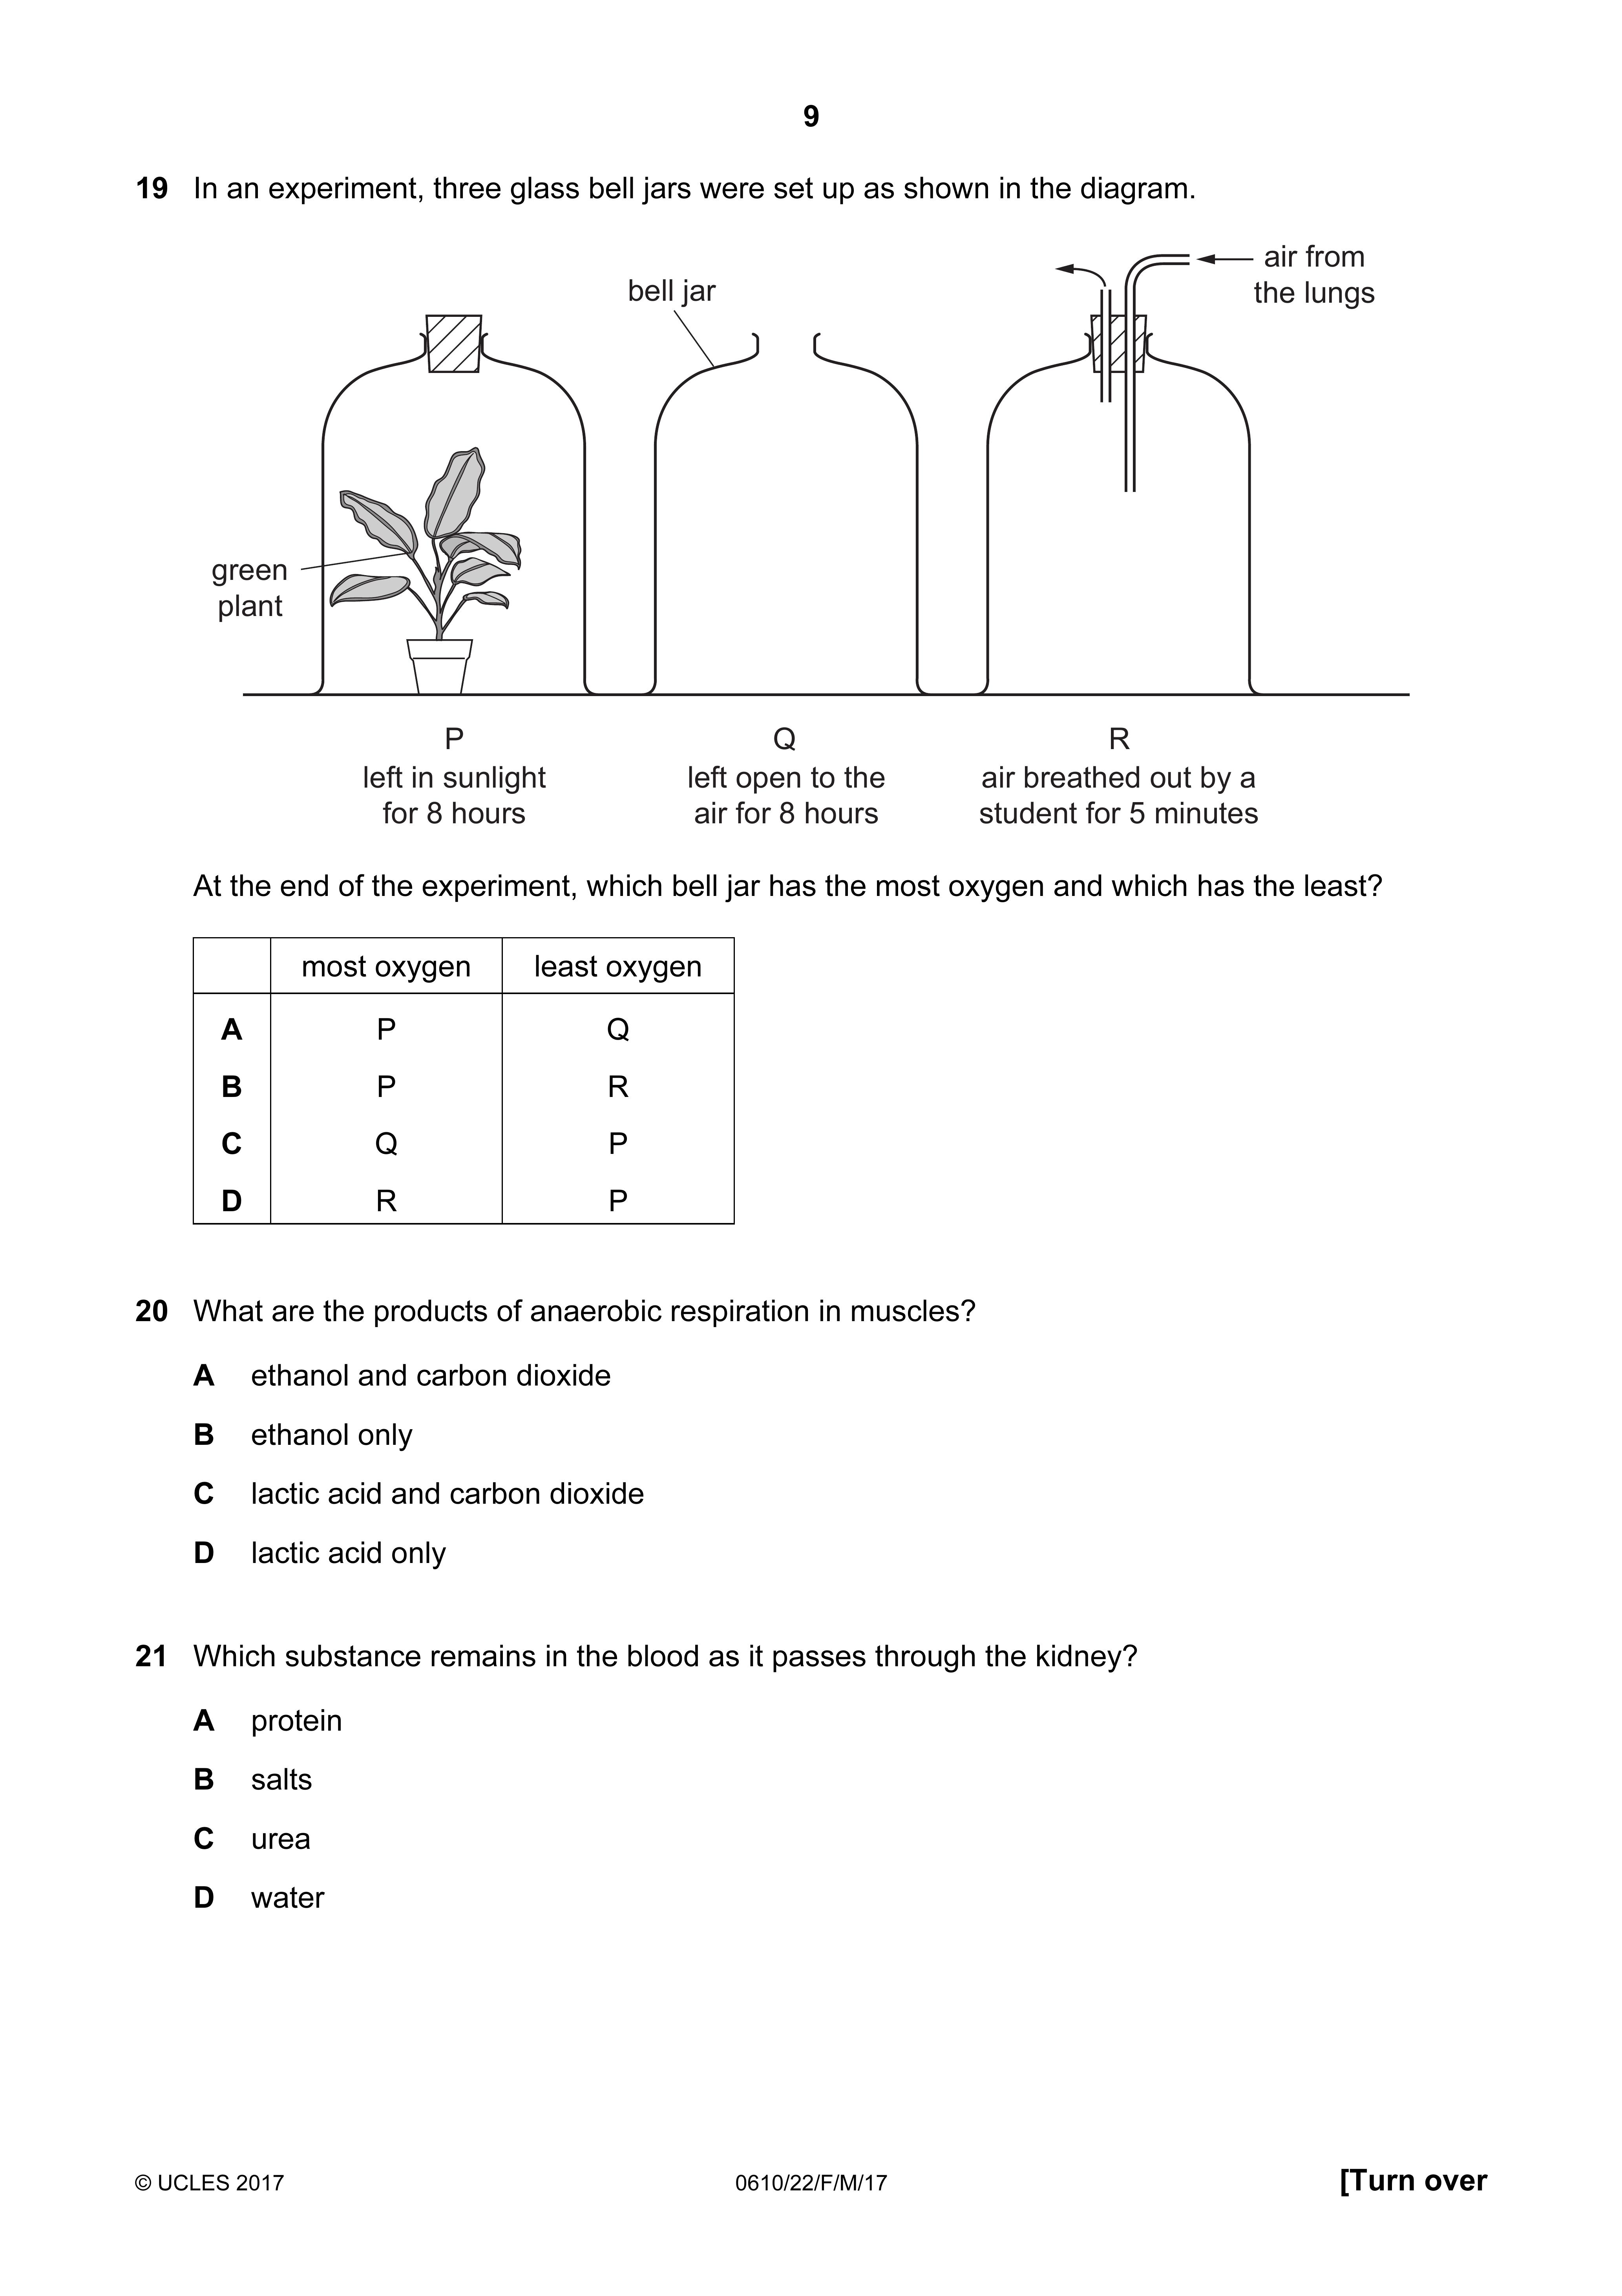 9
19 In an experiment, three glass bell jars were set up as shown in the diagram.
air from
the lungs
bell jar
green
plant
P
left in sunlight
for 8 hours
Q
left open to the
air for 8 hours
R
air breathed out by a
student for 5 minutes
At the end of the experiment, which bell jar has the most oxygen and which has the least?
most oxygen least oxygen
A P Q
B P R
C Q P
D R P
20 What are the products of anaerobic respiration in muscles?
A ethanol and carbon dioxide
B ethanol only
C lactic acid and carbon dioxide
D lactic acid only
21 Which substance remains in the blood as it passes through the kidney?
A protein
B salts
C urea
D water
© UCLES 2017 0610/22/F/M/17 [Turn over